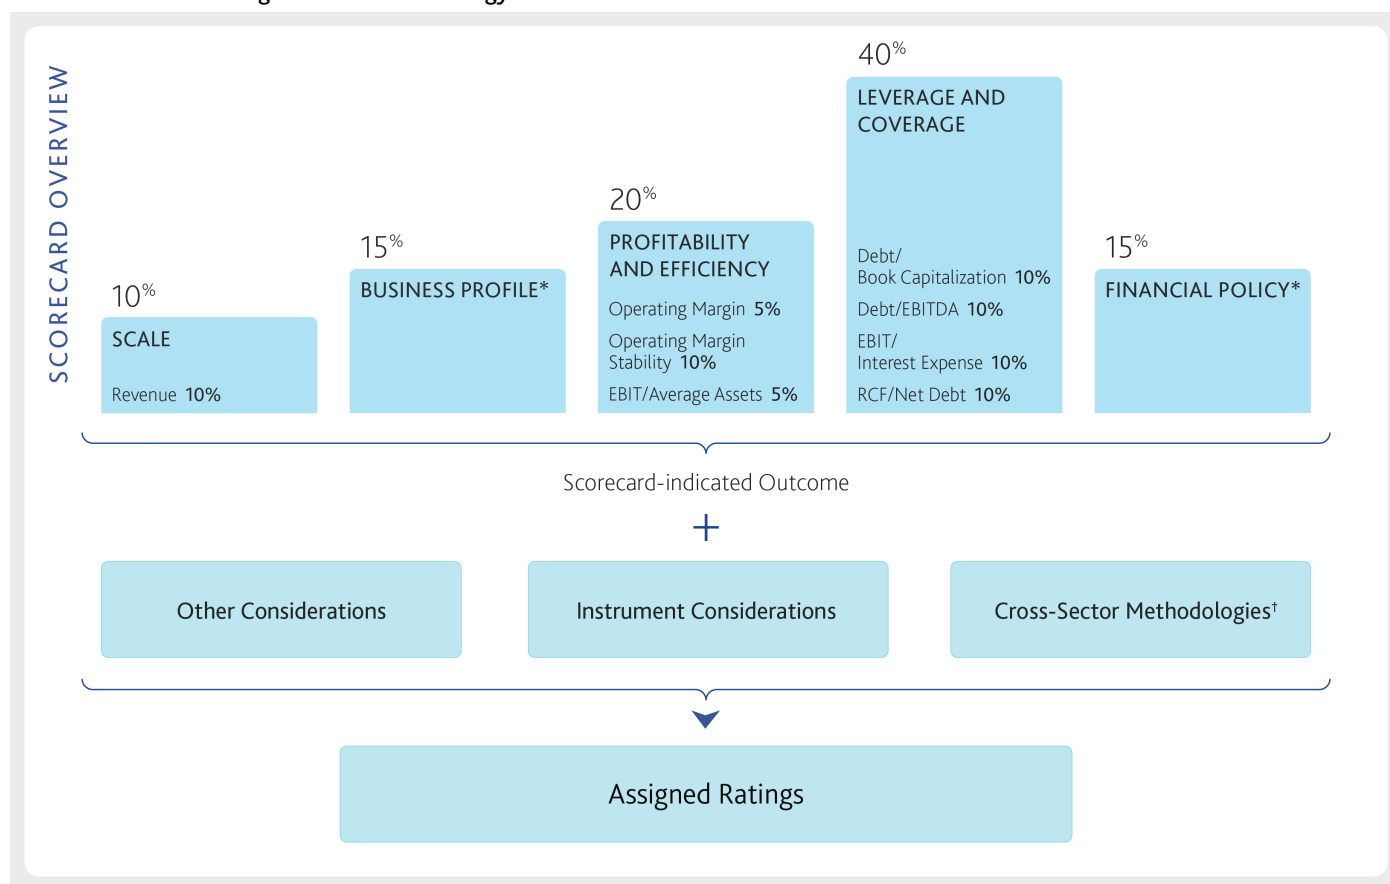 SCORECARD OVERVIEW
10%
SCALE
Revenue 10%
15%
BUSINESS PROFILE*
20%
PROFITABILITY
AND EFFICIENCY
Operating Margin 5%
Operating Margin
Stability 10%
EBIT/Average Assets 5%
40%
LEVERAGE AND
COVERAGE
Debt/
Book Capitalization 10%
Debt/EBITDA 10%
EBIT/
Interest Expense 10%
RCF/Net Debt 10%
15%
FINANCIAL POLICY*
Scorecard-indicated Outcome
+
Other Considerations
Instrument Considerations
Cross-Sector Methodologies†
Assigned Ratings